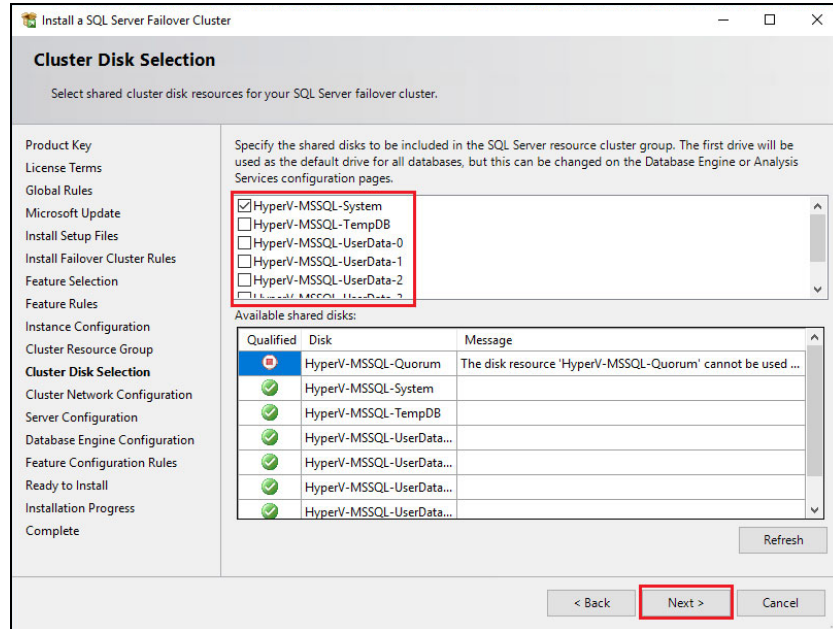 Install a SQL Server Failover Cluster
Cluster Disk Selection
Select shared cluster disk resources for your SQL Server failover cluster.
Product Key
License Terms
Global Rules
Microsoft Update
Install Setup Files
Install Failover Cluster Rules
Feature Selection
Feature Rules
Instance Configuration
Cluster Resource Group
Cluster Disk Selection
Cluster Network Configuration
Server Configuration
Database Engine Configuration
Feature Configuration Rules
Ready to Install
Installation Progress
Complete
Specify the shared disks to be included in the SQL Server resource cluster group. The first drive will be
used as the default drive for all databases, but this can be changed on the Database Engine or Analysis
Services configuration pages.
HyperV-MSSQL-System
HyperV-MSSQL-TempDB
HyperV-MSSQL-UserData-0
HyperV-MSSQL-UserData-1
HyperV-MSSQL-UserData-2
Available shared disks:
Qualified Disk Message
HyperV-MSSQL-Quorum The disk resource 'HyperV-MSSQL-Quorum' cannot be used ...
HyperV-MSSQL-System
HyperV-MSSQL-TempDB
HyperV-MSSQL-UserData...
HyperV-MSSQL-UserData...
HyperV-MSSQL-UserData...
HyperV-MSSQL-UserData...
Refresh
< Back Next > Cancel